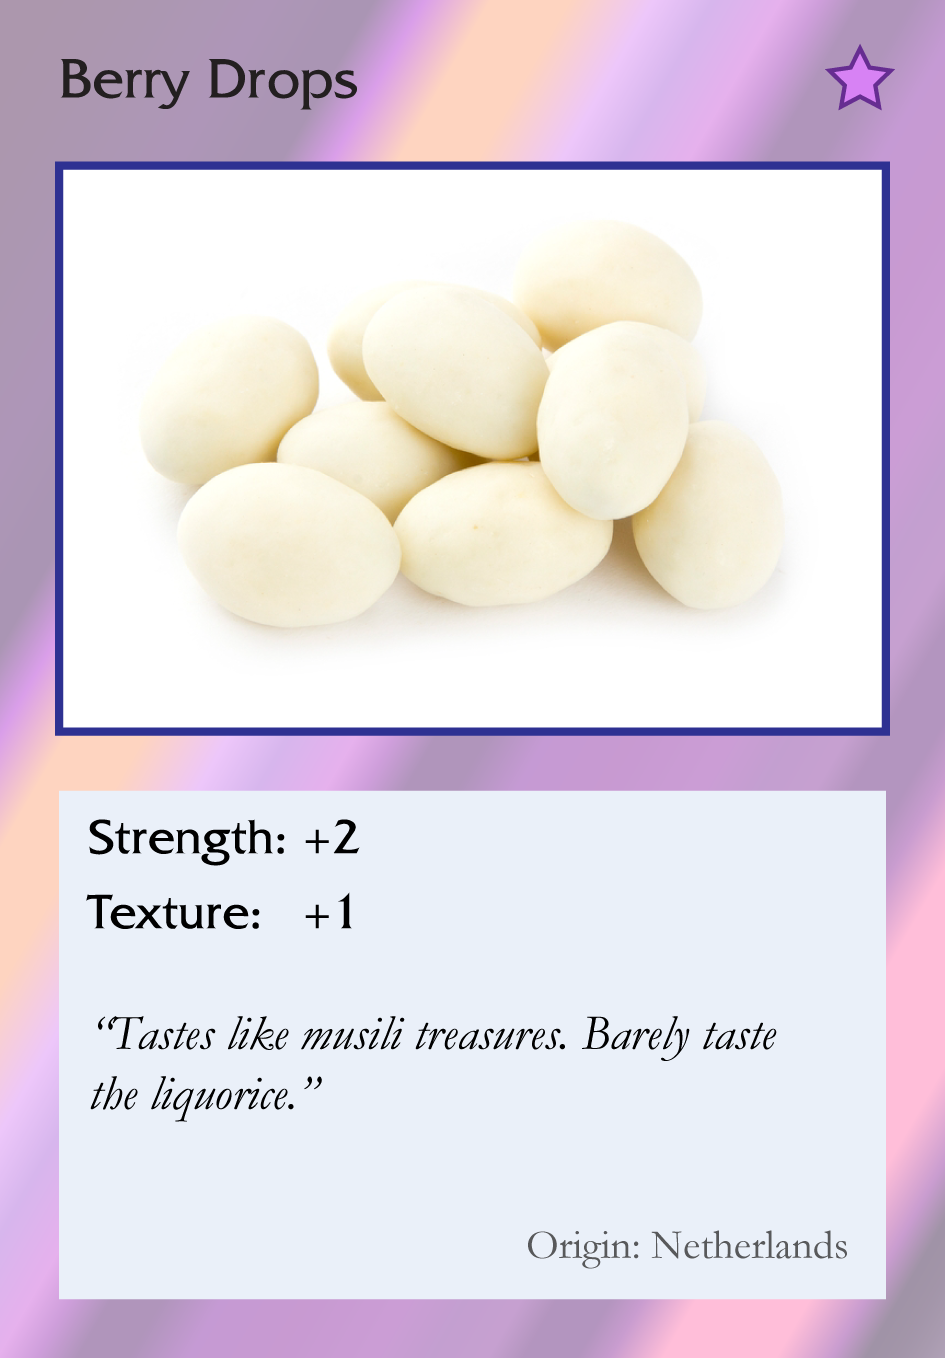 Berry Drops
Strength: +2
Texture: +1
“Tastes like musili treasures. Barely taste
the liquorice.”
Origin: Netherlands